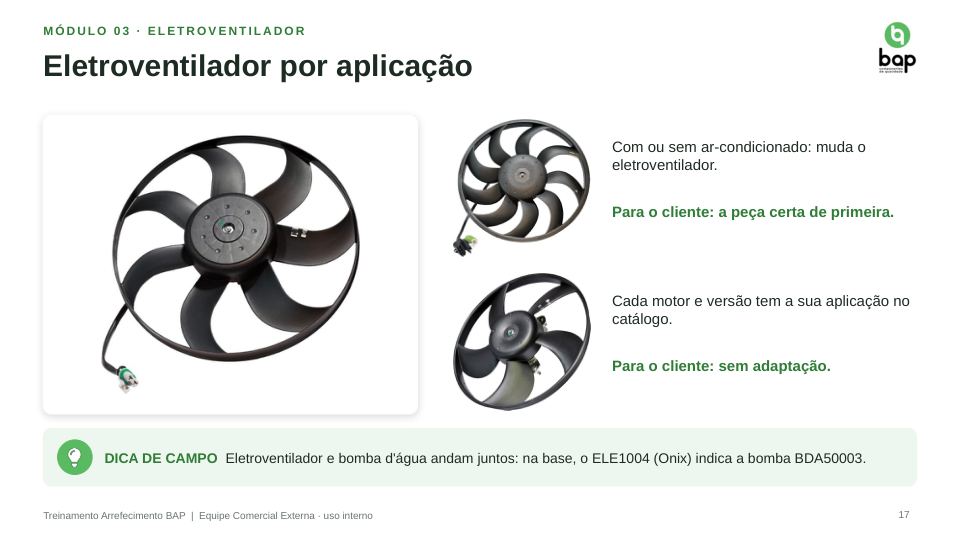 MÓDULO 03 · ELETROVENTILADOR
Eletroventilador por aplicação
bap
Com ou sem ar-condicionado: muda o
eletroventilador.
Para o cliente: a peça certa de primeira.
Cada motor e versão tem a sua aplicação no
catálogo.
Para o cliente: sem adaptação.
DICA DE CAMPO Eletroventilador e bomba d'água andam juntos: na base, o ELE1004 (Onix) indica a bomba BDA50003.
Treinamento Arrefecimento BAP | Equipe Comercial Externa · uso interno
17